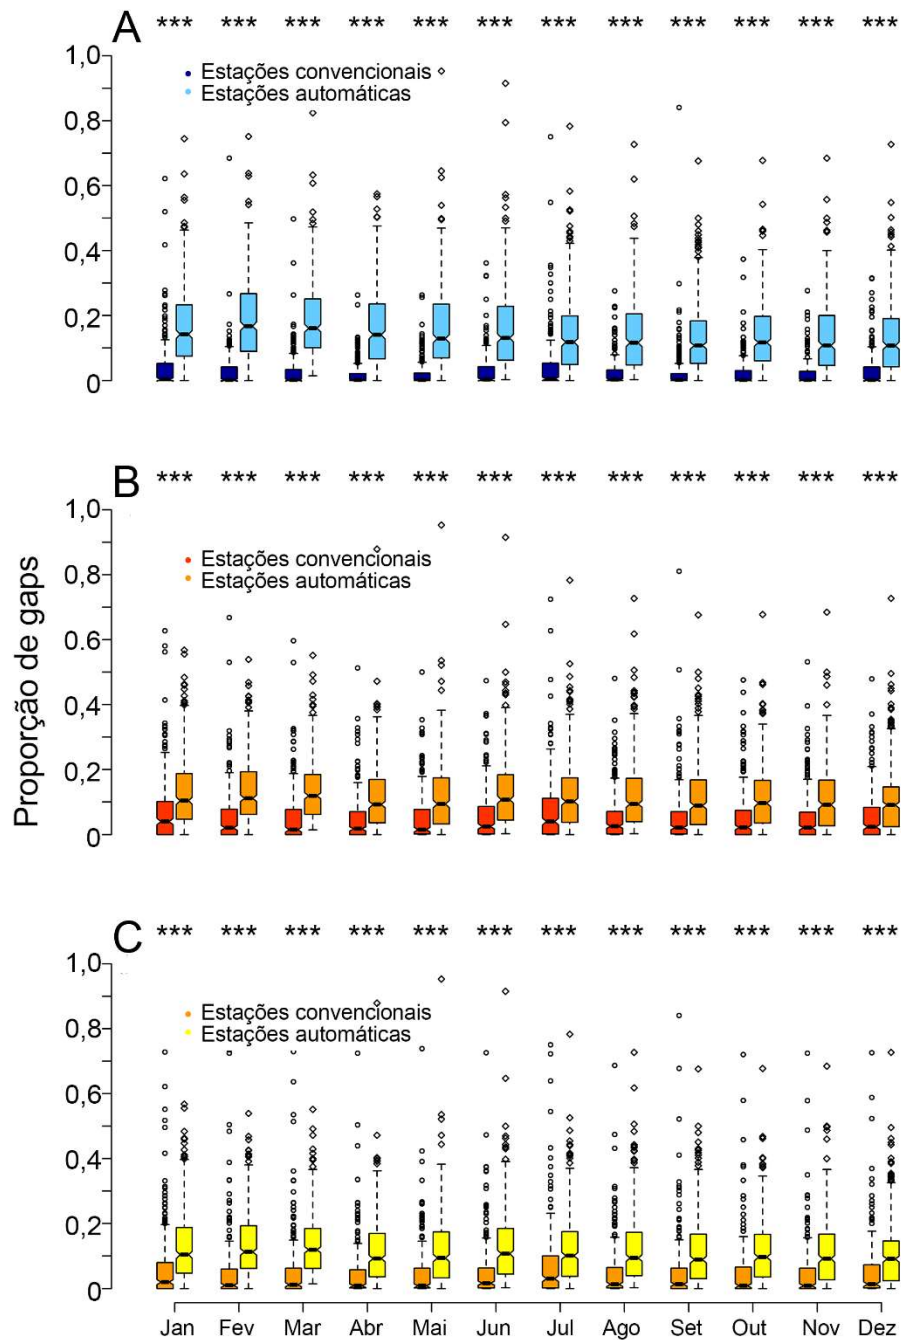 A
*** *** *** *** *** *** *** *** *** *** *** ***
1,0
Estações convencionais
Estações automáticas
0,8
0,6
0,4
0,2
0
B
*** *** *** *** *** *** *** *** *** *** *** ***
1,0
Estações convencionais
Estações automáticas
0,8
0,6
0,4
0,2
0
Proporção de gaps
C
*** *** *** *** *** *** *** *** *** *** *** ***
1,0
Estações convencionais
Estações automáticas
0,8
0,6
0,4
0,2
0
Jan Fev Mar Abr Mai Jun Jul Ago Set Out Nov Dez